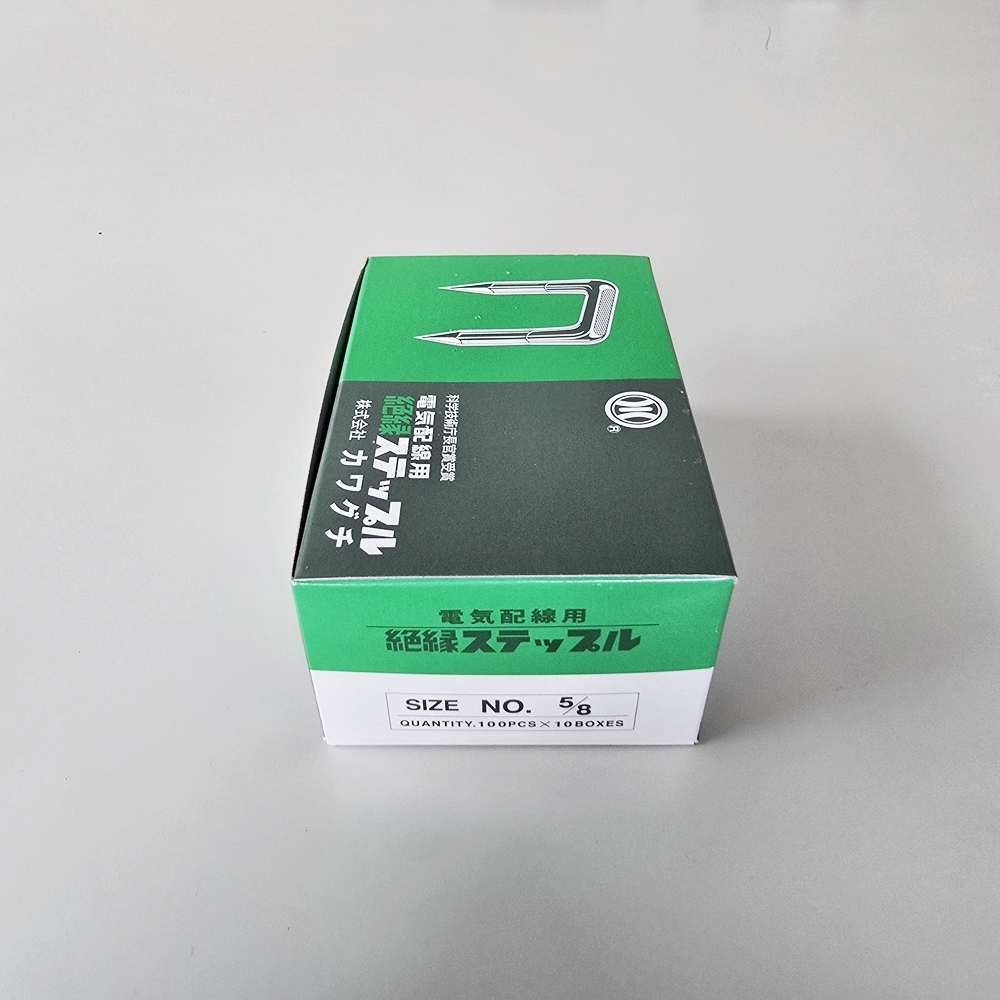 科学技術庁長官賞受賞
電気配線用
絶縁ステップル
株式会社 カワグチ
®
電気配線用
絶縁ステップル
SIZE NO. 5/8
QUANTITY.100PCS×10BOXES